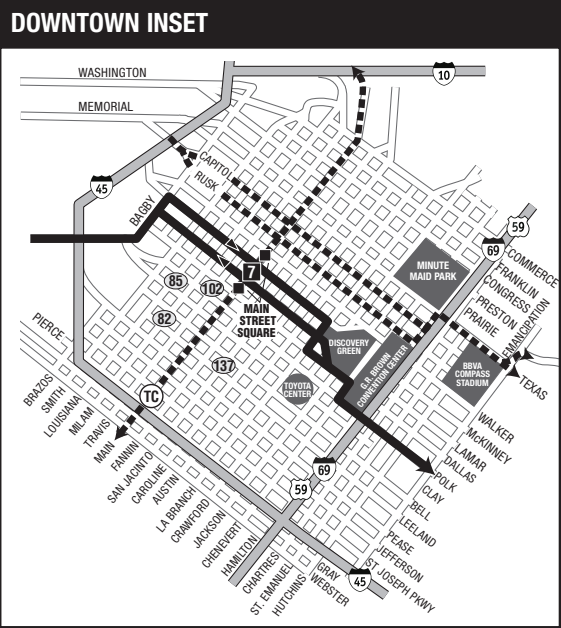 DOWNTOWN INSET
WASHINGTON
10
MEMORIAL
CAPITOL
RUSK
45
BAGBY
59
69
COMMERCE
FRANKLIN
CONGRESS
PRESTON
PRAIRIE
EMANCIPATION
TEXAS
MINUTE
MAID PARK
7
85
102
82
MAIN
STREET
SQUARE
137
DISCOVERY
GREEN
G.R. BROWN
CONVENTION CENTER
BBVA
COMPASS
STADIUM
TOYOTA
CENTER
TC
PIERCE
BRAZOS
SMITH
LOUISIANA
MILAM
TRAVIS
MAIN
FANNIN
SAN JACINTO
CAROLINE
AUSTIN
LA BRANCH
CRAWFORD
JACKSON
CHENEVERT
HAMILTON
CHARTRES
ST. EMANUEL
HUTCHINS
69
59
WALKER
McKINNEY
LAMAR
DALLAS
POLK
CLAY
BELL
LEELAND
PEASE
JEFFERSON
ST JOSEPH PKWY
GRAY
WEBSTER
45